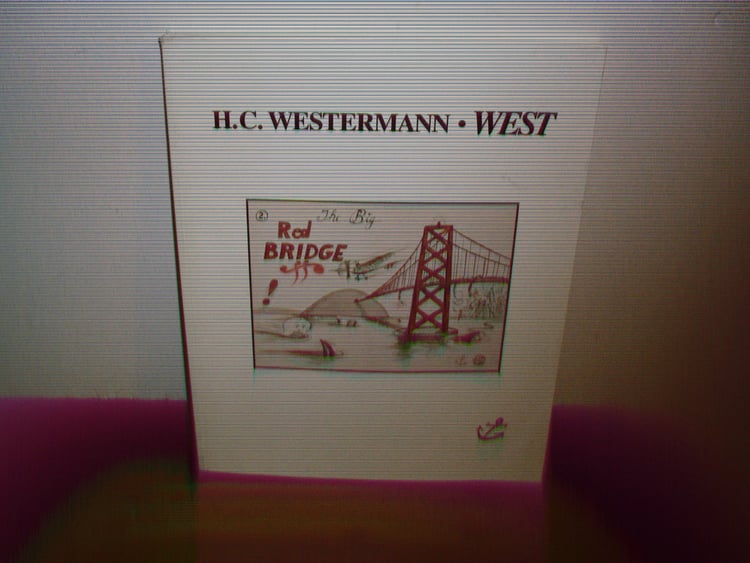 H.C. WESTERMANN • WEST
2.
The Big
Red
BRIDGE
!